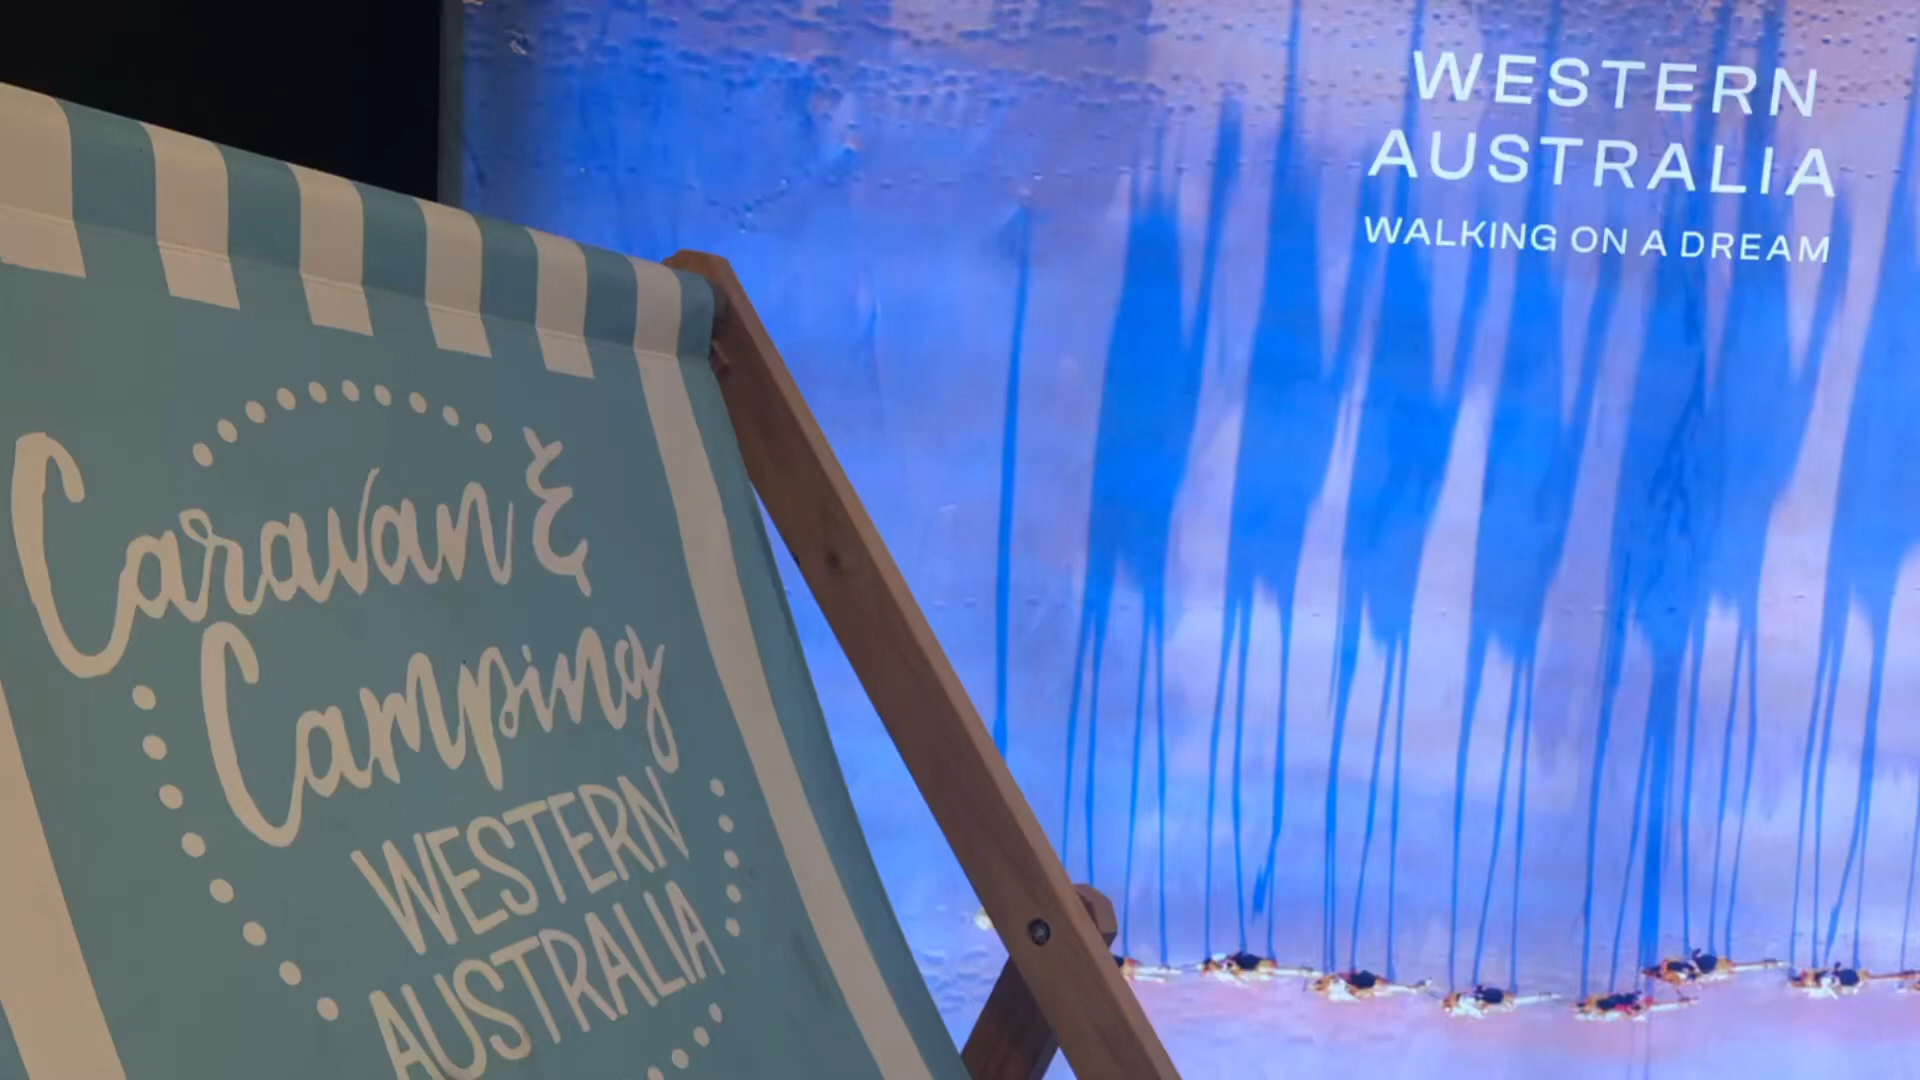 Caravan &
Camping
WESTERN
AUSTRALIA
WESTERN
AUSTRALIA
WALKING ON A DREAM